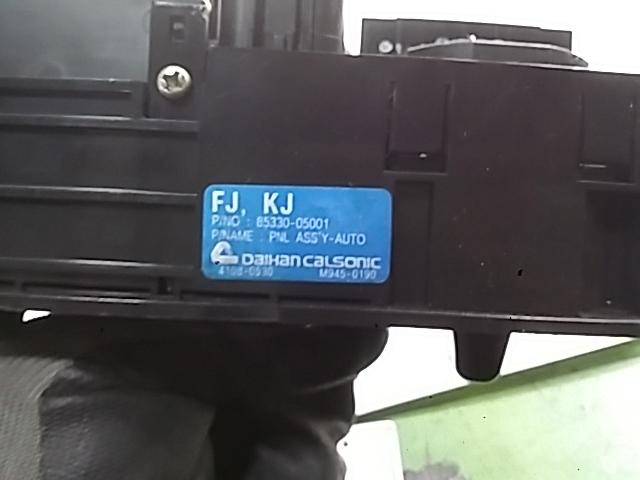 FJ, KJ
P/NO : 85330-05001
P/NAME : PNL ASS'Y-AUTO
DAIHAN CALSONIC
4108-0530 M945-0190